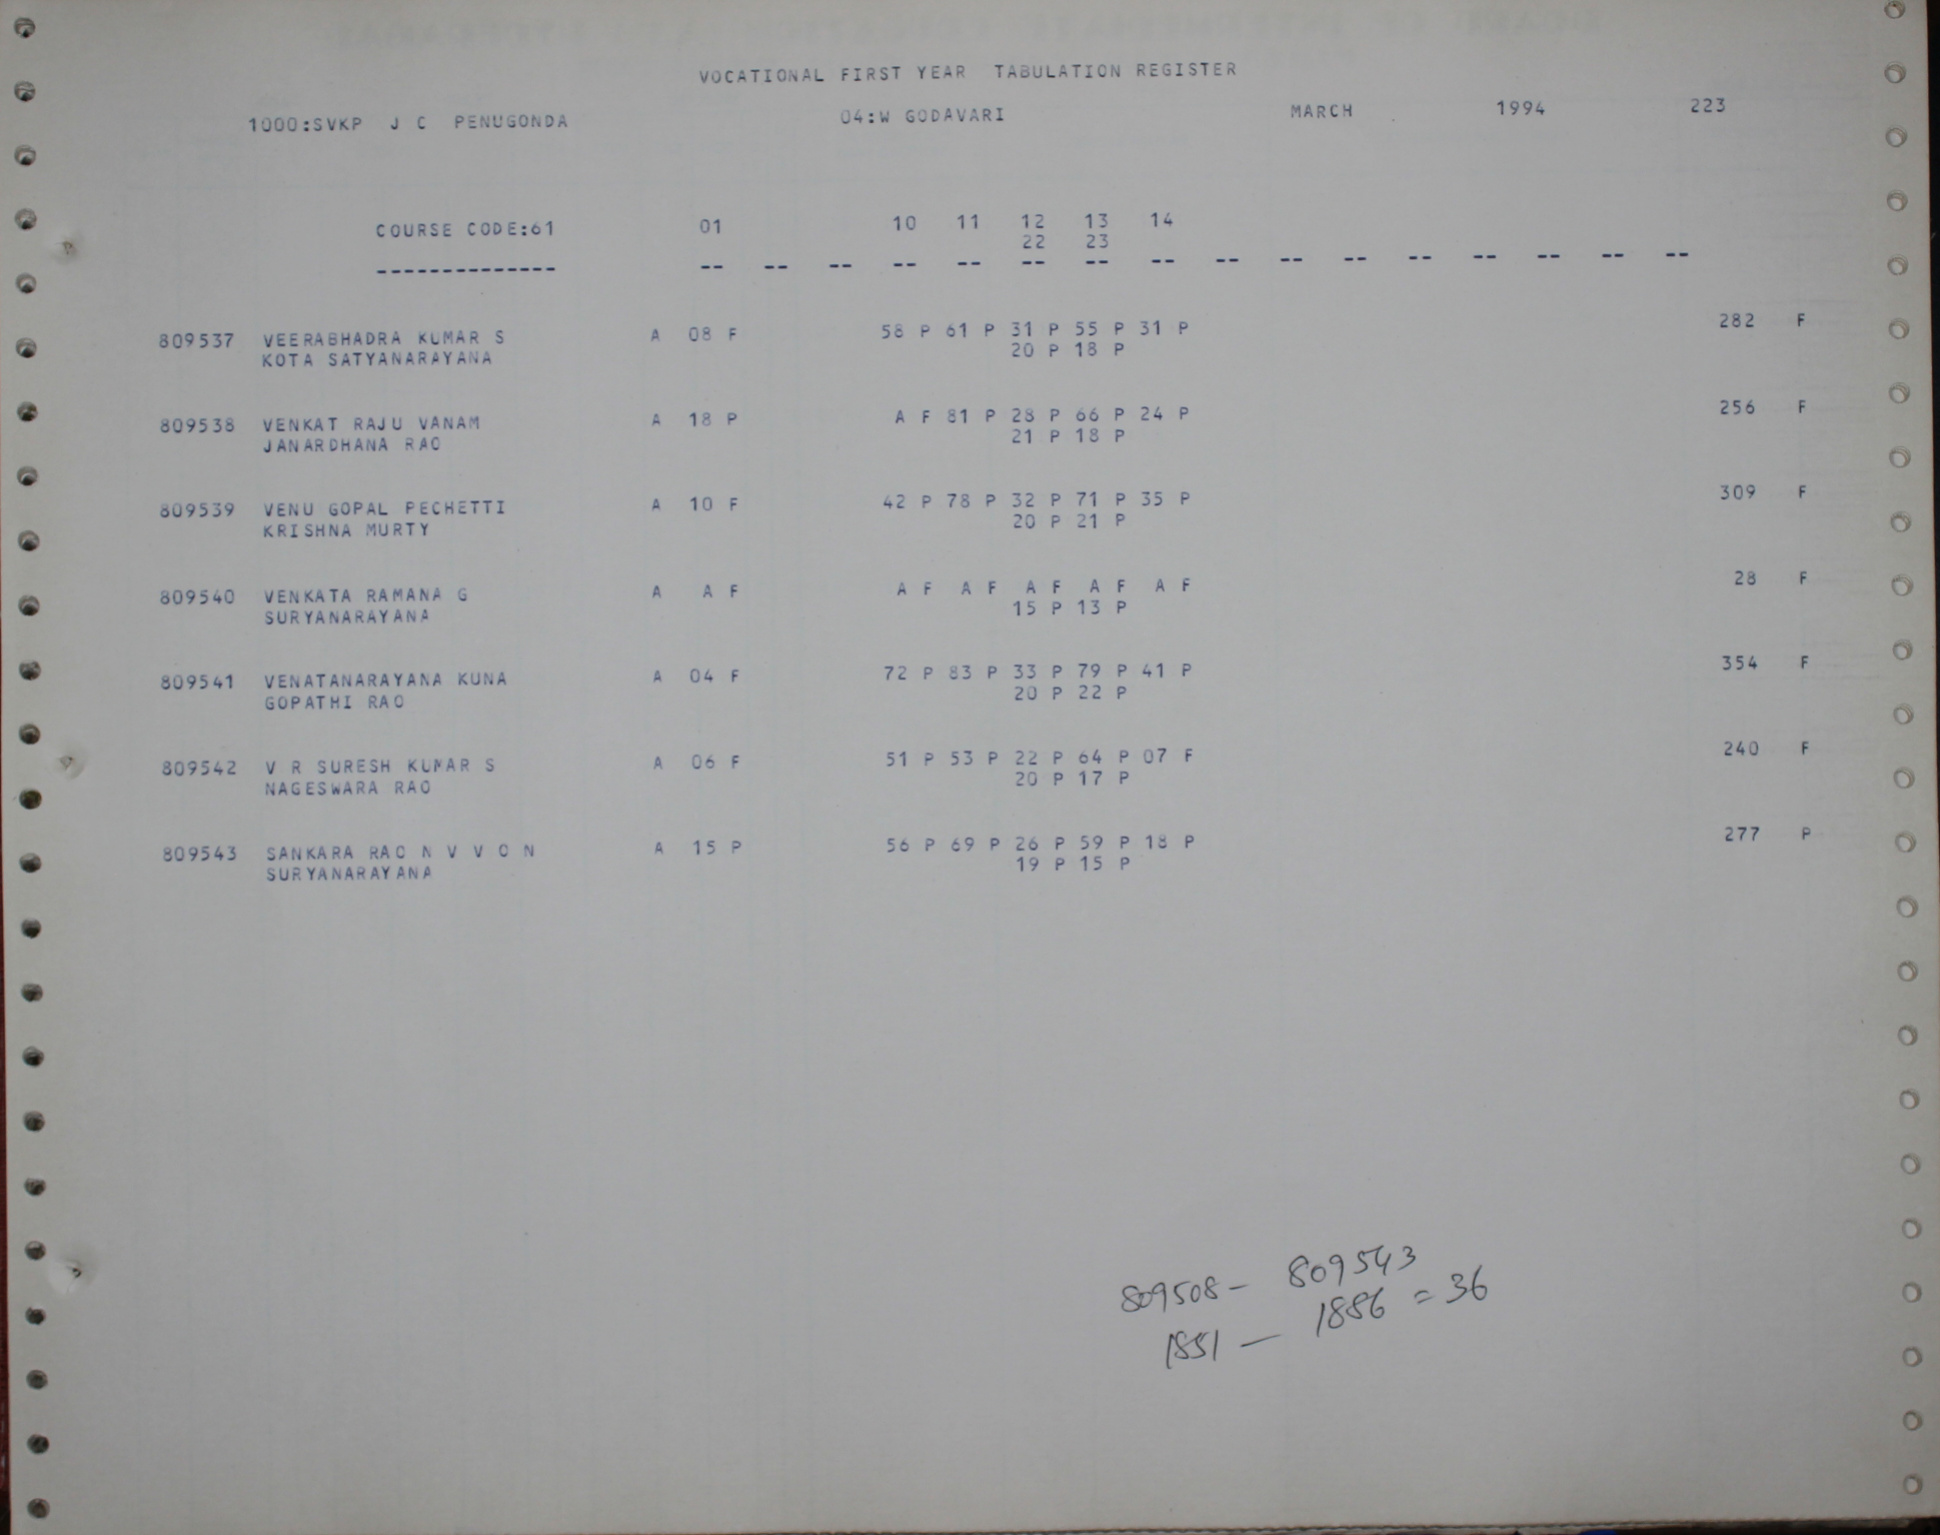 VOCATIONAL FIRST YEAR TABULATION REGISTER
1000:SVKP J C PENUGONDA 04:W GODAVARI MARCH 1994 223
COURSE CODE:61 01 10 11 12 13 14
22 23
-------------- -- -- -- -- -- -- -- -- -- -- -- -- -- -- -- --
809537 VEERABHADRA KUMAR S A 08 F 58 P 61 P 31 P 55 P 31 P 282 F
KOTA SATYANARAYANA 20 P 18 P
809538 VENKAT RAJU VANAM A 18 P A F 81 P 28 P 66 P 24 P 256 F
JANARDHANA RAO 21 P 18 P
809539 VENU GOPAL PECHETTI A 10 F 42 P 78 P 32 P 71 P 35 P 309 F
KRISHNA MURTY 20 P 21 P
809540 VENKATA RAMANA G A A F A F A F A F A F A F 28 F
SURYANARAYANA 15 P 13 P
809541 VENATANARAYANA KUNA A 04 F 72 P 83 P 33 P 79 P 41 P 354 F
GOPATHI RAO 20 P 22 P
809542 V R SURESH KUMAR S A 06 F 51 P 53 P 22 P 64 P 07 F 240 F
NAGESWARA RAO 20 P 17 P
809543 SANKARA RAO N V V O N A 15 P 56 P 69 P 26 P 59 P 18 P 277 P
SURYANARAYANA 19 P 15 P
809508 - 809543
1851 - 1886 = 36